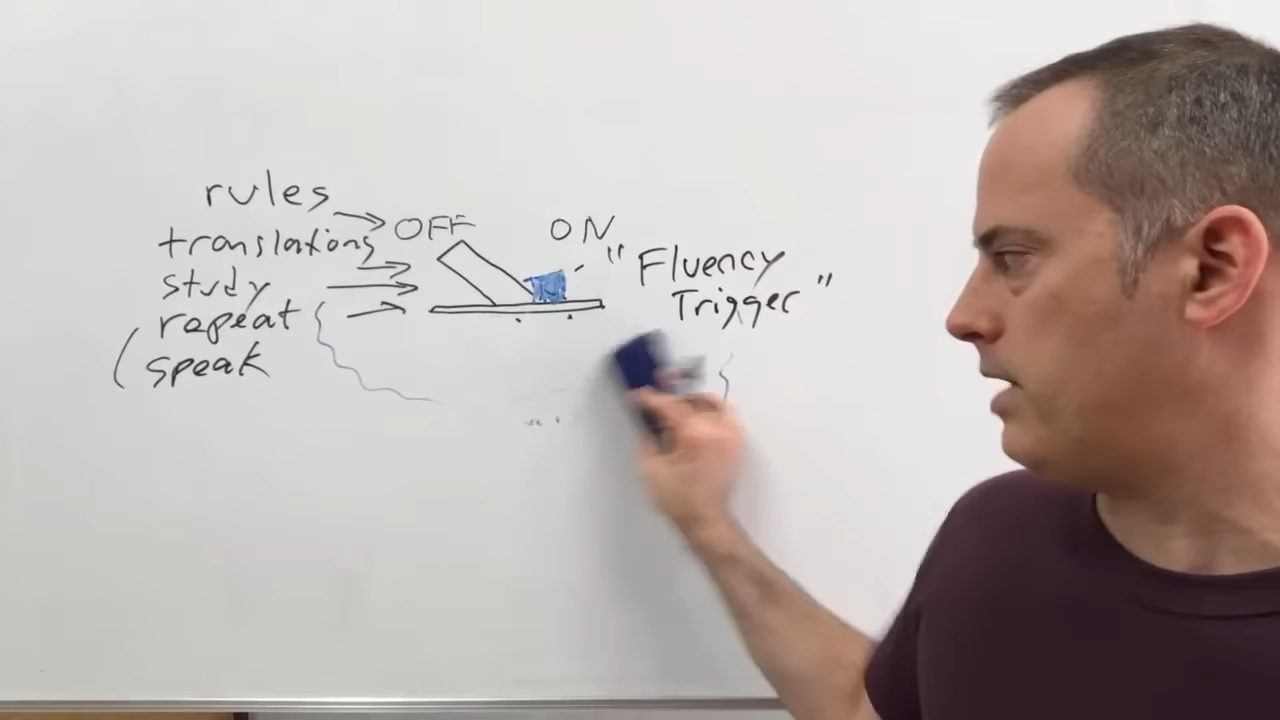 rules
translations
study
repeat
(speak
OFF
ON
"Fluency
Trigger"